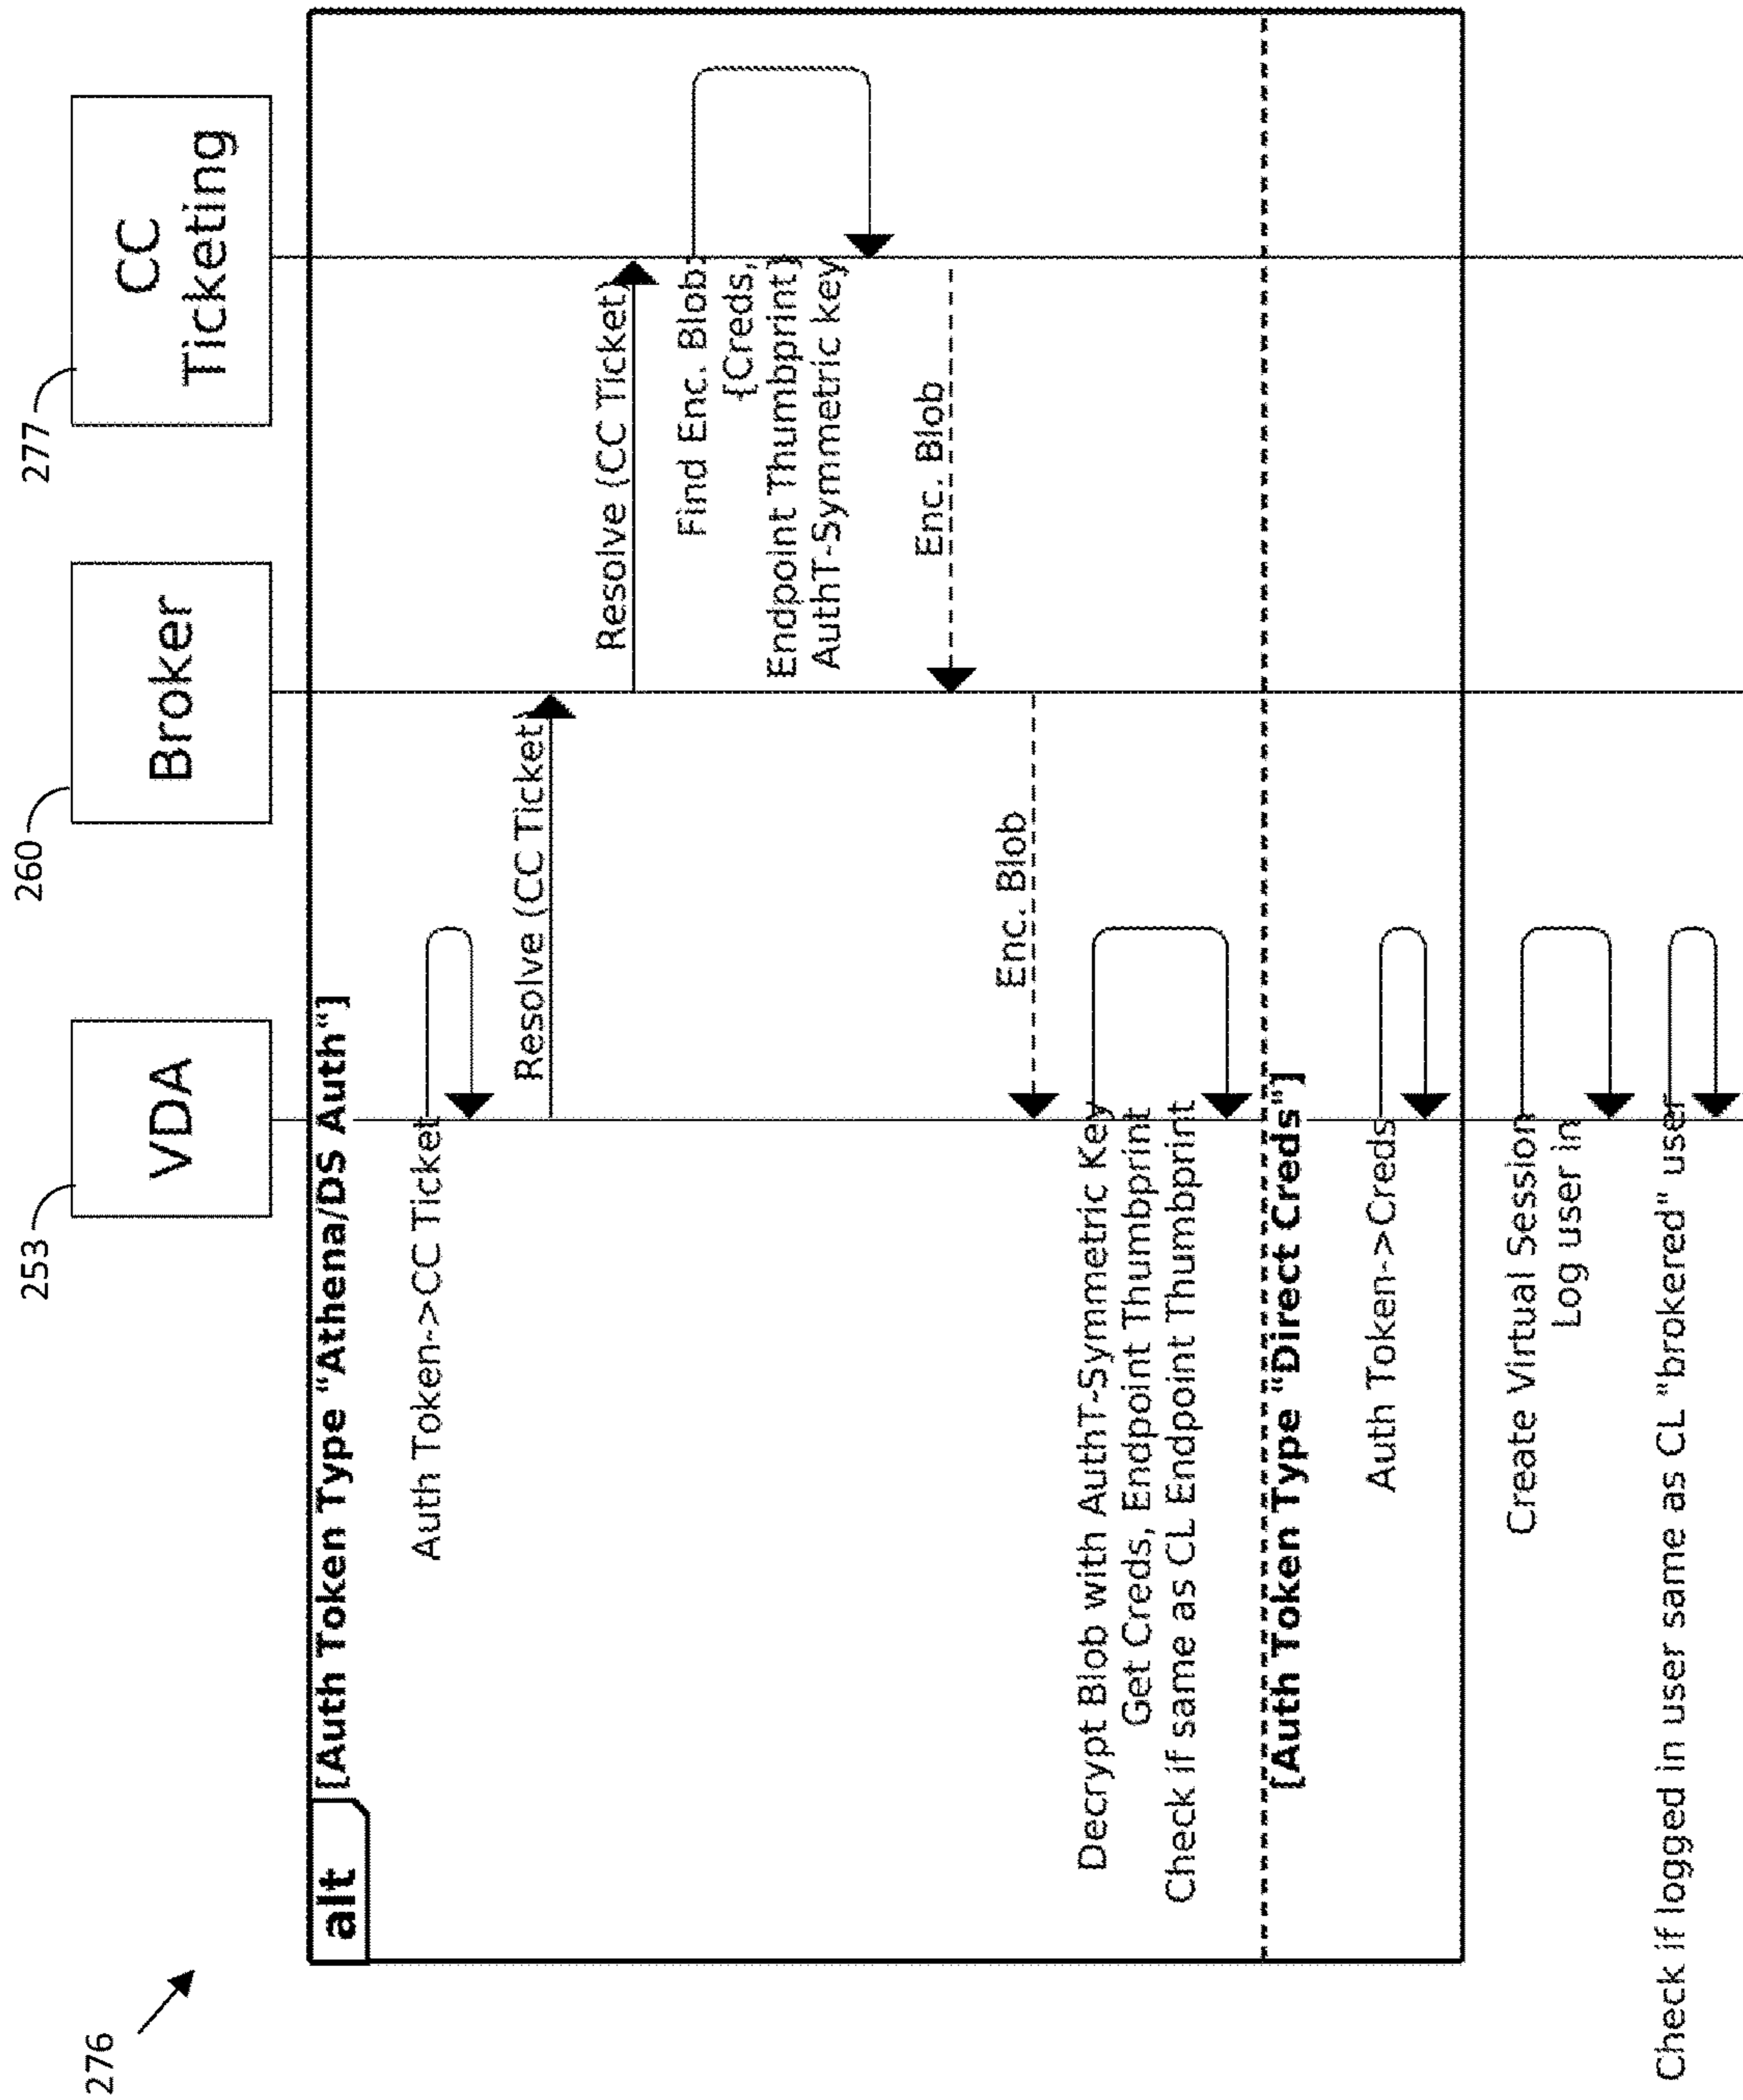 276
253
260
277
VDA
Broker
CC
Ticketing
alt
[Auth Token Type "Athena/DS Auth"]
Auth Token->CC Ticket
Resolve (CC Ticket)
Resolve (CC Ticket)
Find Enc. Blob:
{Creds,
Endpoint Thumbprint}
AuthT-Symmetric key
Enc. Blob
Enc. Blob
Decrypt Blob with AuthT-Symmetric Key
Get Creds, Endpoint Thumbprint
Check if same as CL Endpoint Thumbprint
[Auth Token Type "Direct Creds"]
Auth Token->Creds
Create Virtual Session
Log user in
Check if logged in user same as CL "brokered" user